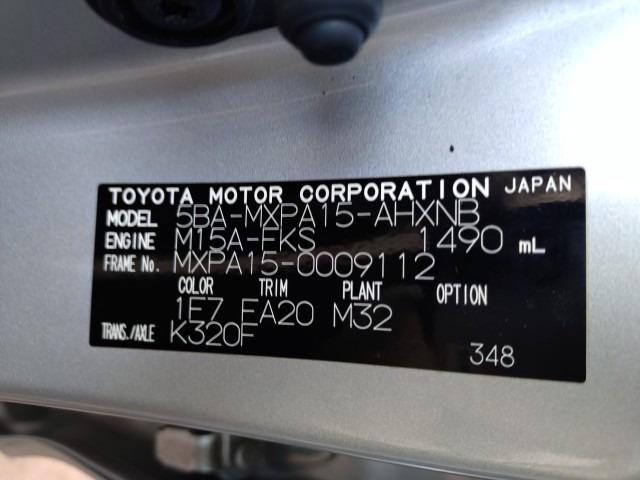 TOYOTA MOTOR CORPORATION JAPAN
MODEL 5BA-MXPA15-AHXNB
ENGINE M15A-FKS 1490 mL
FRAME No. MXPA15-0009112
COLOR TRIM PLANT OPTION
1E7 EA20 M32
TRANS./AXLE K320F
348